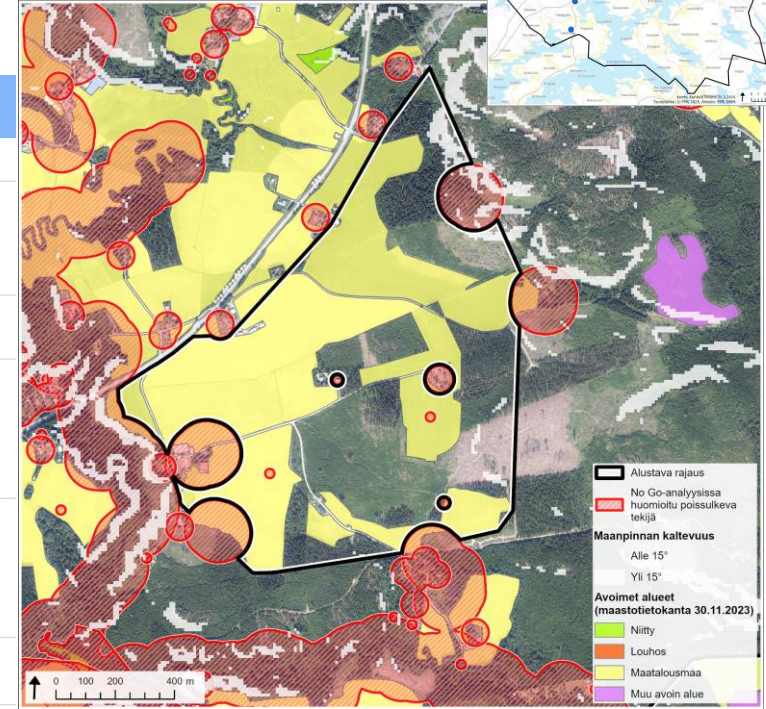 Alustava rajaus
No Go-analyysissa
huomioitu poissulkeva
tekijä
Maanpinnan kaltevuus
Alle 15°
Yli 15°
Avoimet alueet
(maastotietokanta 30.11.2023)
Niitty
Louhos
Maatalousmaa
Muu avoin alue
0 100 200 400 m